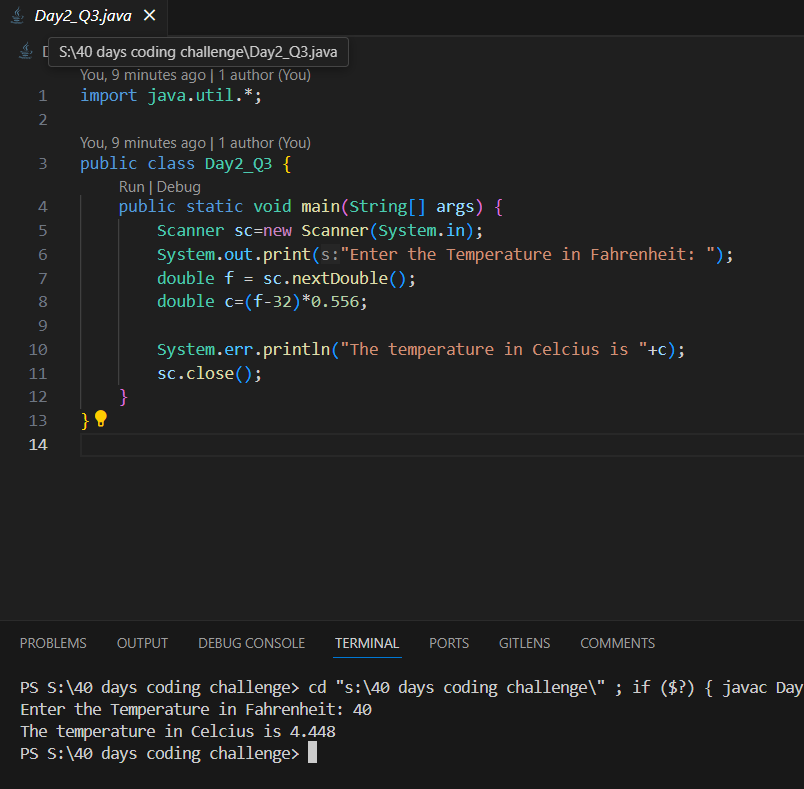 Day2_Q3.java
D
S:\40 days coding challenge\Day2_Q3.java
You, 9 minutes ago | 1 author (You)
1 import java.util.*;
2
You, 9 minutes ago | 1 author (You)
3 public class Day2_Q3 {
Run | Debug
4 public static void main(String[] args) {
5 Scanner sc=new Scanner(System.in);
6 System.out.print(s:"Enter the Temperature in Fahrenheit: ");
7 double f = sc.nextDouble();
8 double c=(f-32)*0.556;
9
10 System.err.println("The temperature in Celcius is "+c);
11 sc.close();
12 }
13 }
14
PROBLEMS OUTPUT DEBUG CONSOLE TERMINAL PORTS GITLENS COMMENTS
PS S:\40 days coding challenge> cd "s:\40 days coding challenge\" ; if ($?) { javac Day
Enter the Temperature in Fahrenheit: 40
The temperature in Celcius is 4.448
PS S:\40 days coding challenge>